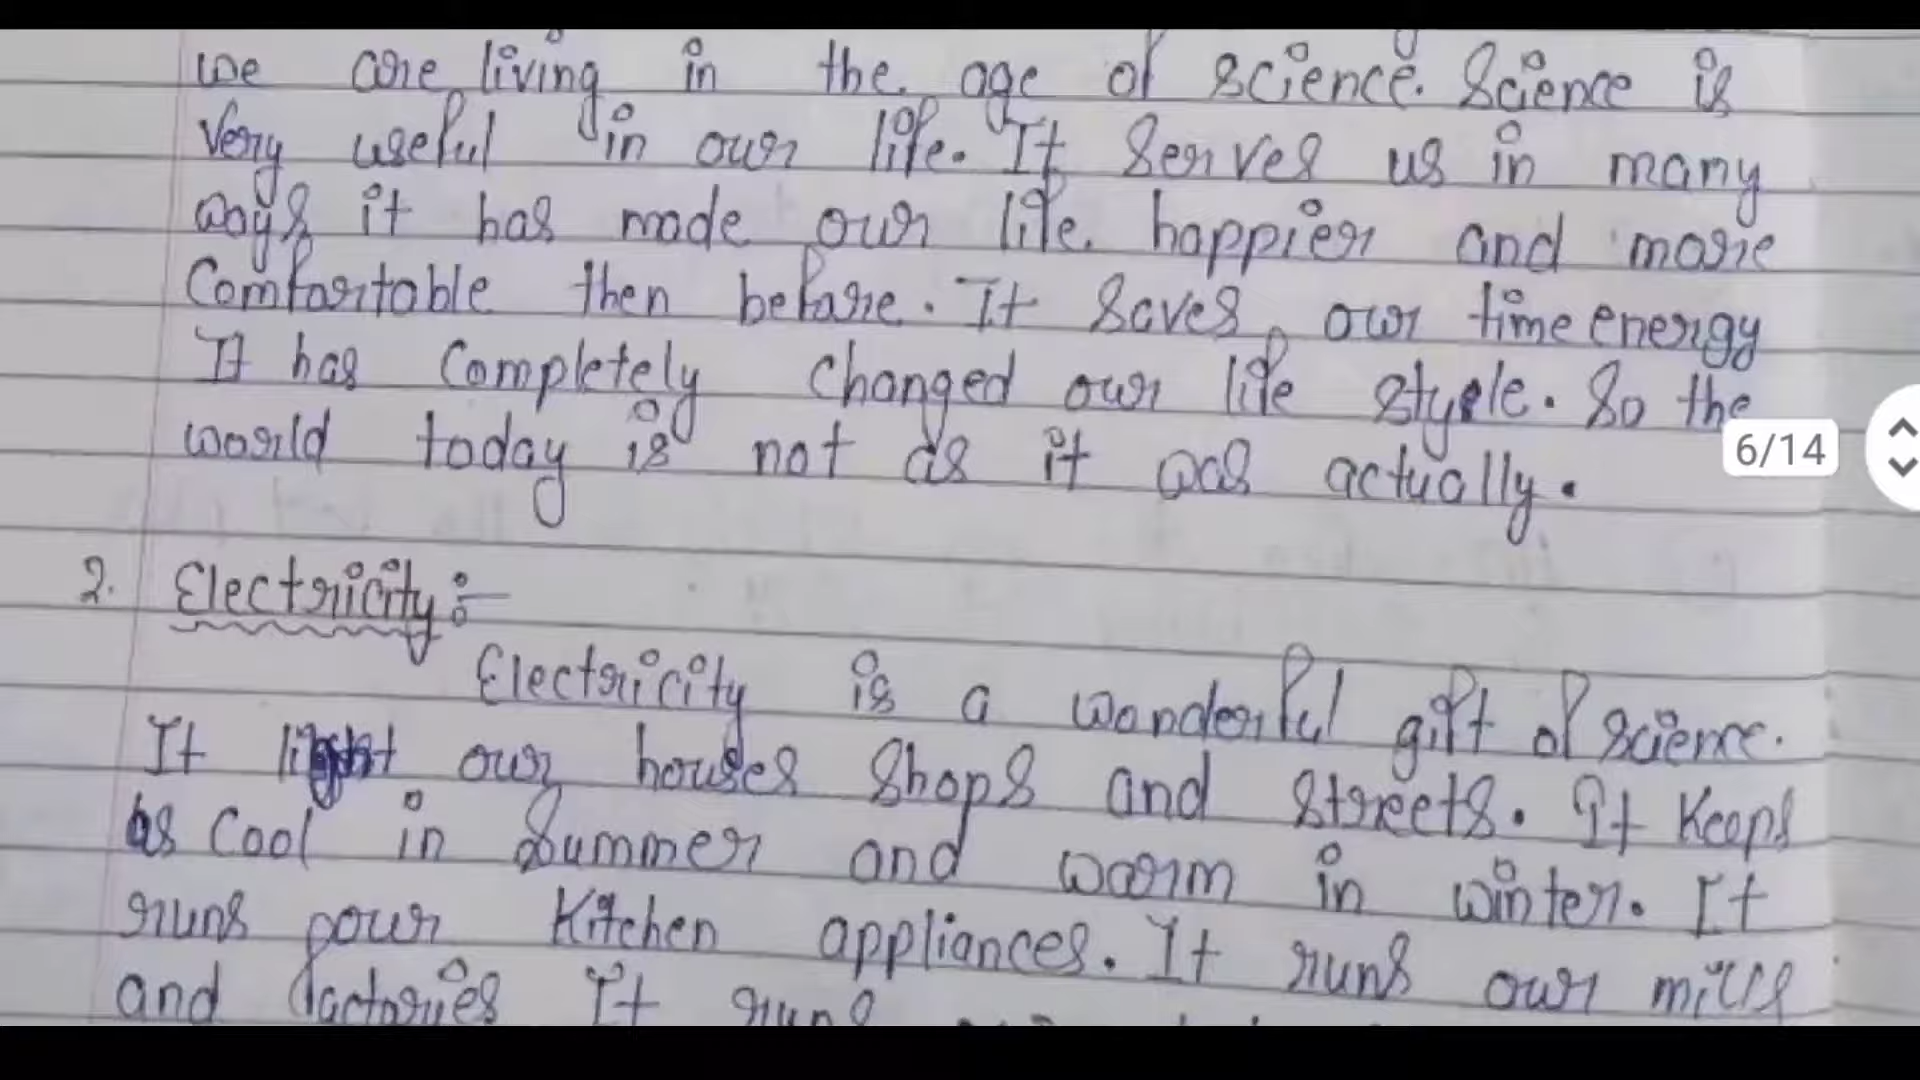 we are living in the age of science. Science is
very useful in our life. It serves us in many
ways it has made our life happier and more
Comfortable then before. It saves our time energy
It has completely changed our life style. So the
world today is not as it was actually.
6/14
2. Electricity :-
Electricity is a wonderful gift of science.
It light our houses shops and streets. It keeps
us cool in summer and warm in winter. It
runs pour kitchen appliances. It runs our mills
and factories It runs